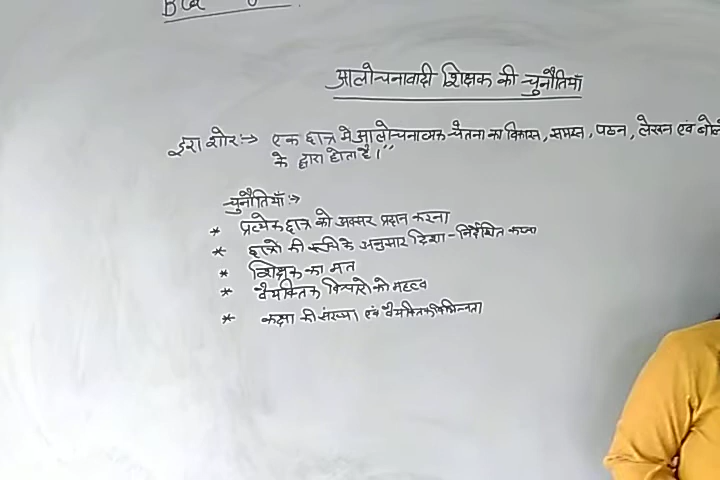 आलोचनावादी शिक्षक की चुनौतियाँ
इरा शोर :→ एक छात्र में आलोचनात्मक चेतना का विकास, समझ, पठन, लेखन एवं
के द्वारा होता है।"
चुनौतियाँ :→
* प्रत्येक छात्र को अवसर प्रदान करना
* छात्रों की रूचि के अनुसार दिशा-निर्देशित करना
* शिक्षक का मत
* वैयक्तिक विचारों को महत्व
* कक्षा की संख्या एवं वैयक्तिक विभिन्नता